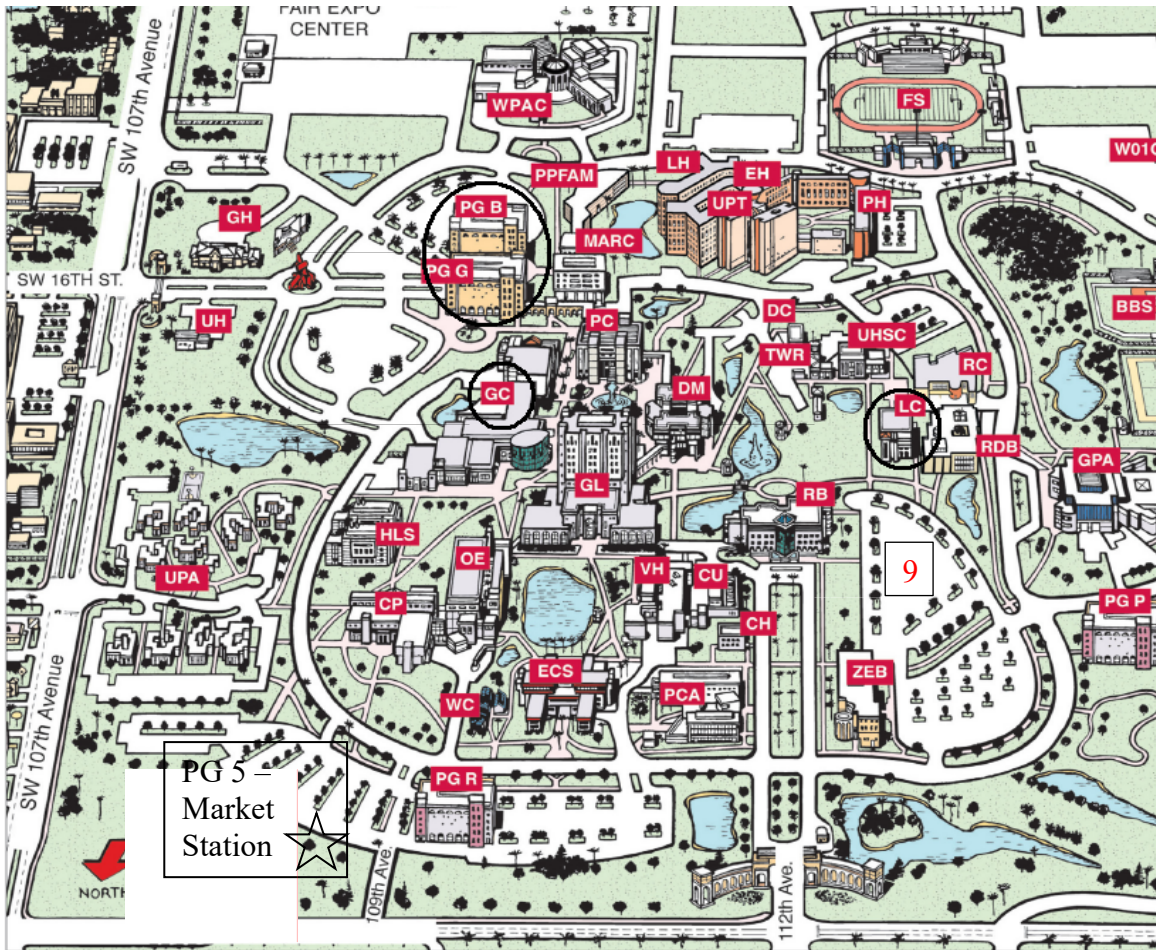 FAIR EXPO
CENTER
SW 107th Avenue
WPAC
FS
W01C
LH
EH
PPFAM
UPT
PH
PG B
GH
MARC
PG G
SW 16TH ST.
BBS
UH
PC
DC
UHSC
TWR
RC
DM
GC
LC
RDB
GPA
GL
RB
HLS
OE
VH
CU
9
UPA
CP
PG P
CH
ECS
ZEB
PCA
WC
SW 107th Avenue
PG 5 –
Market
Station
PG R
NORTH
109th Ave.
112th Ave.